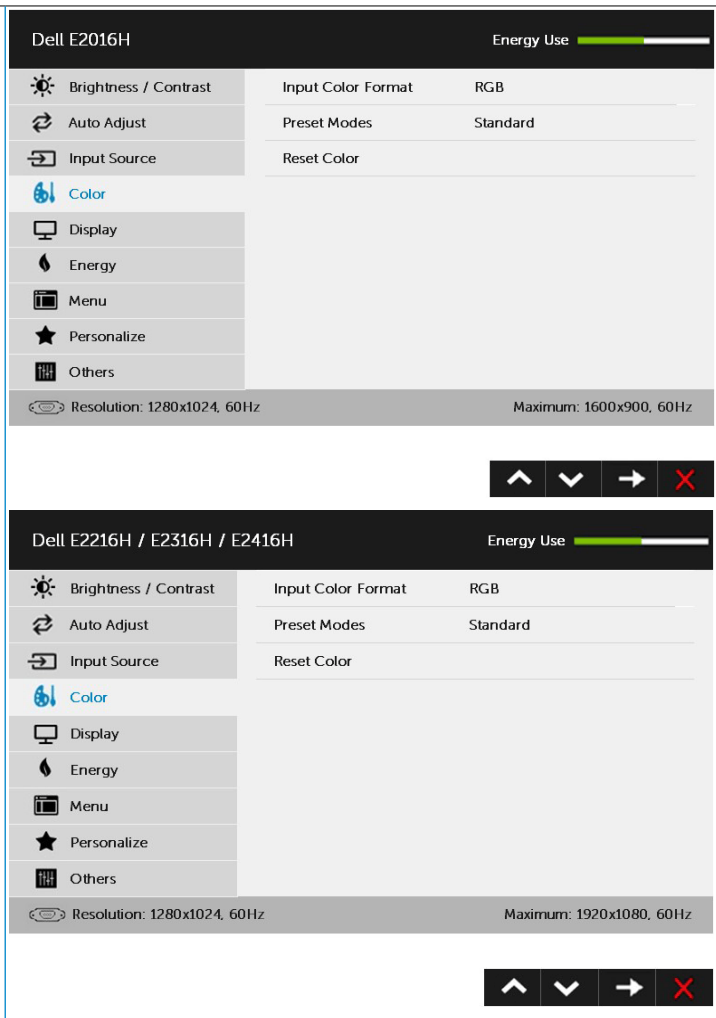 Dell E2016H Energy Use
Brightness / Contrast Input Color Format RGB
Auto Adjust Preset Modes Standard
Input Source Reset Color
Color
Display
Energy
Menu
Personalize
Others
Resolution: 1280x1024, 60Hz Maximum: 1600x900, 60Hz
Dell E2216H / E2316H / E2416H Energy Use
Brightness / Contrast Input Color Format RGB
Auto Adjust Preset Modes Standard
Input Source Reset Color
Color
Display
Energy
Menu
Personalize
Others
Resolution: 1280x1024, 60Hz Maximum: 1920x1080, 60Hz